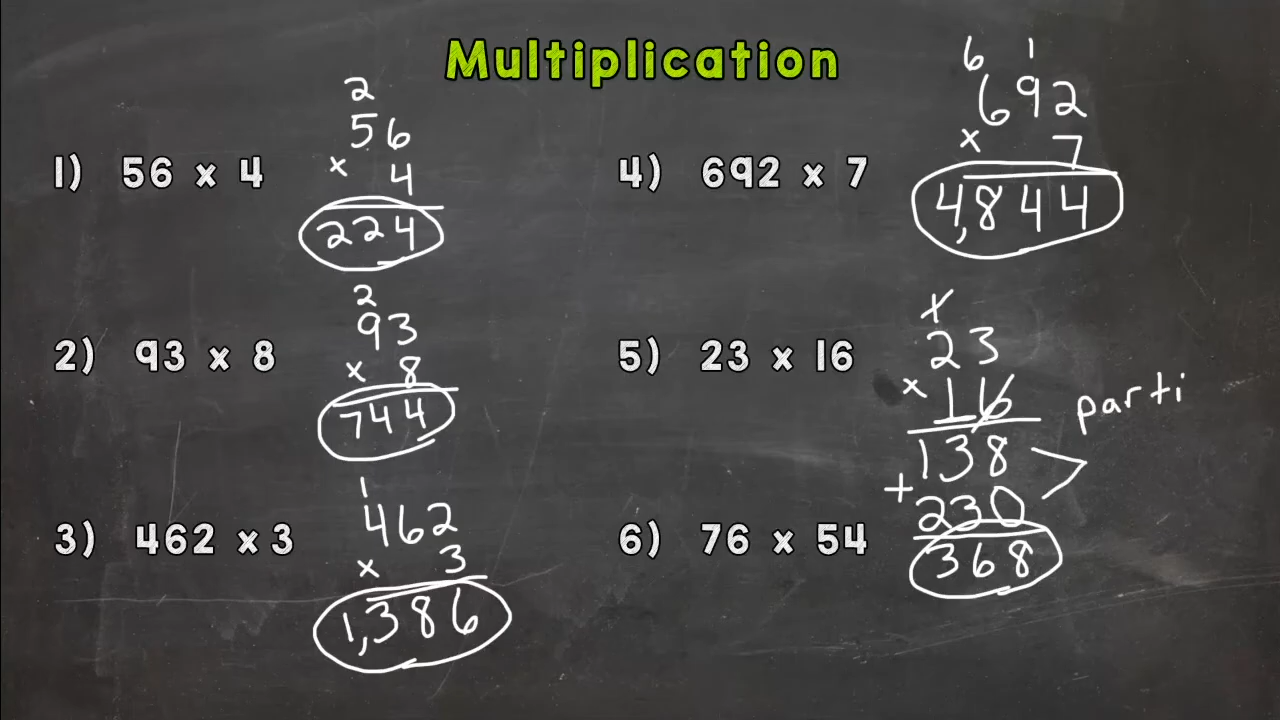 Multiplication
1) 56 x 4
2
56
x 4
224
2) 93 x 8
2
93
x 8
744
3) 462 x 3
1
462
x 3
1,386
4) 692 x 7
6 1
692
x 7
4,844
5) 23 x 16
1
23
x 16
138
+ 230
368
parti
6) 76 x 54